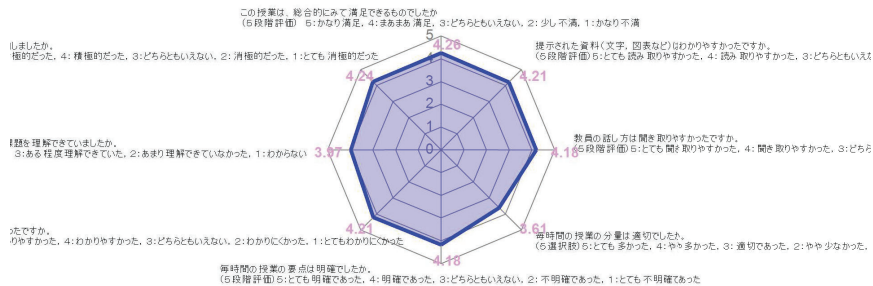 この授業は、総合的にみて満足できるものでしたか
(5段階評価) 5:かなり満足, 4:まあまあ満足, 3:どちらともいえない, 2:少し不満, 1:かなり不満
5
4.26
提示された資料(文字, 図表など)はわかりやすかったですか。
(5段階評価)5:とても読み取りやすかった, 4:読み取りやすかった, 3:どちらともいえな
4.21
しましたか。
極的だった, 4:積極的だった, 3:どちらともいえない, 2:消極的だった, 1:とても消極的だった
4.24
4
3
2
1
0
教員の話し方は聞き取りやすかったですか。
(5段階評価)5:とても聞き取りやすかった, 4:聞き取りやすかった, 3:どちら
4.18
題を理解できていましたか。
3:ある程度理解できていた, 2:あまり理解できていなかった, 1:わからない
3.97
毎時間の授業の分量は適切でしたか。
(5選択肢)5:とても多かった, 4:やや多かった, 3:適切であった, 2:やや少なかった,
3.61
ったですか。
りやすかった, 4:わかりやすかった, 3:どちらともいえない, 2:わかりにくかった, 1:とてもわかりにくかった
4.21
4.18
毎時間の授業の要点は明確でしたか。
(5段階評価)5:とても明確であった, 4:明確であった, 3:どちらともいえない, 2:不明確であった, 1:とても不明確であった